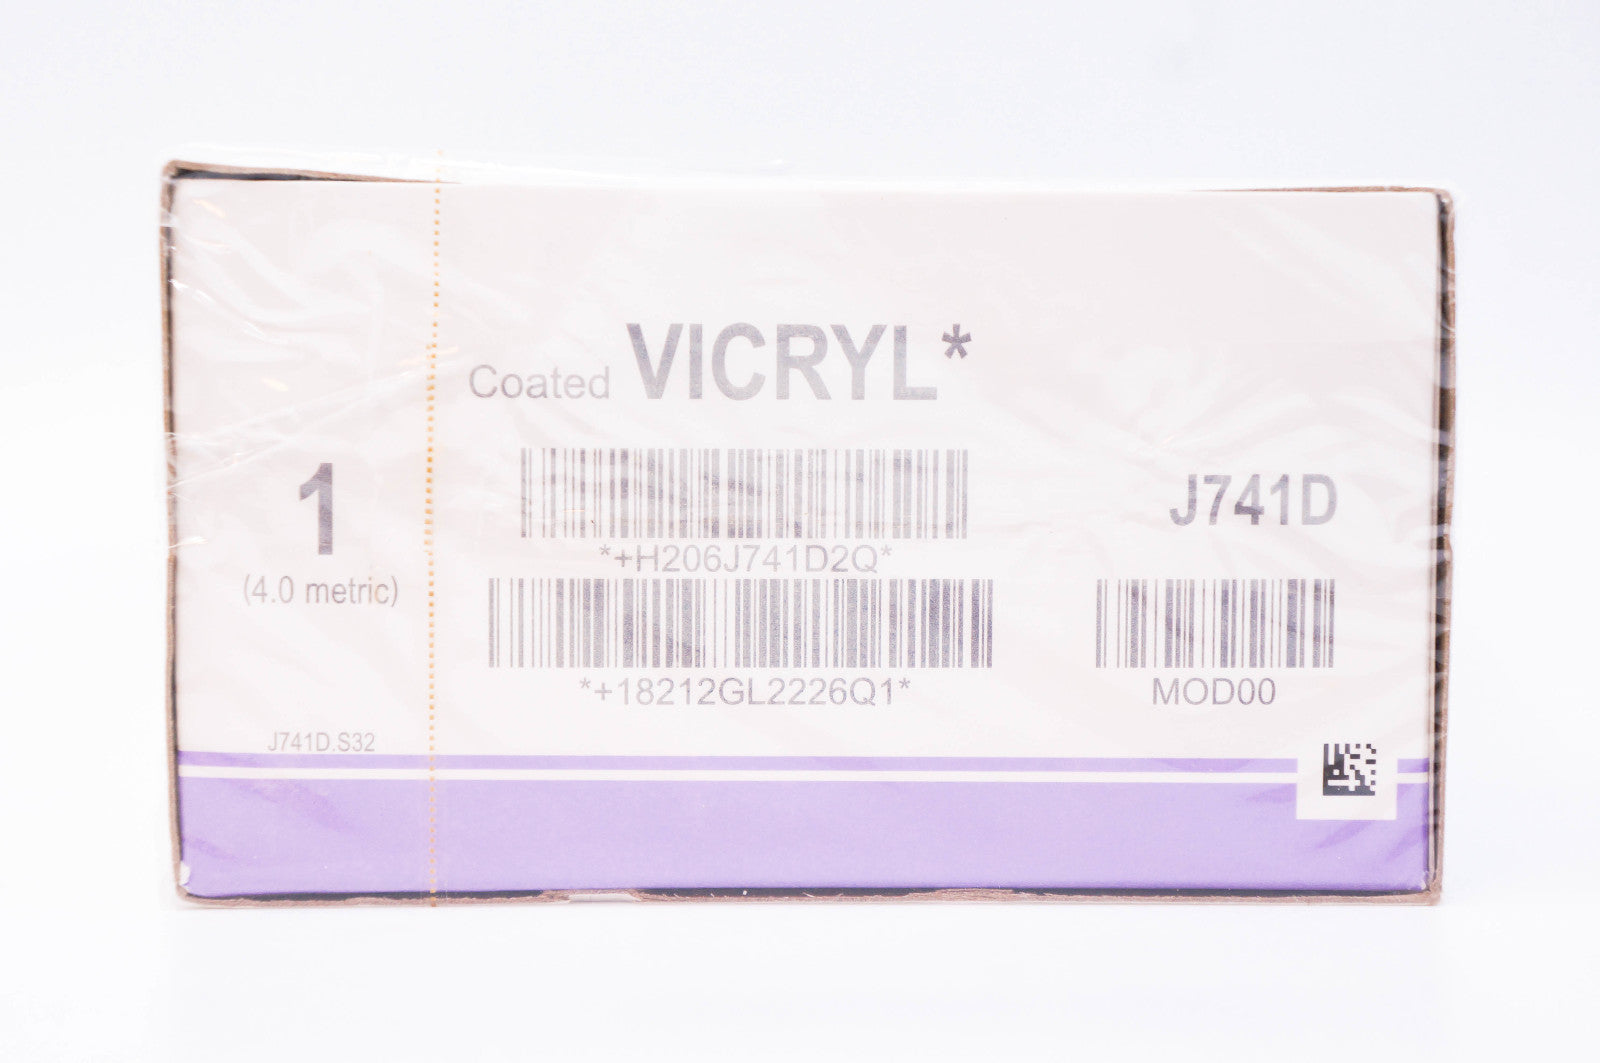 Coated VICRYL*
1
(4.0 metric)
J741D
*+H206J741D2Q*
*+18212GL2226Q1*
MOD00
J741D.S32